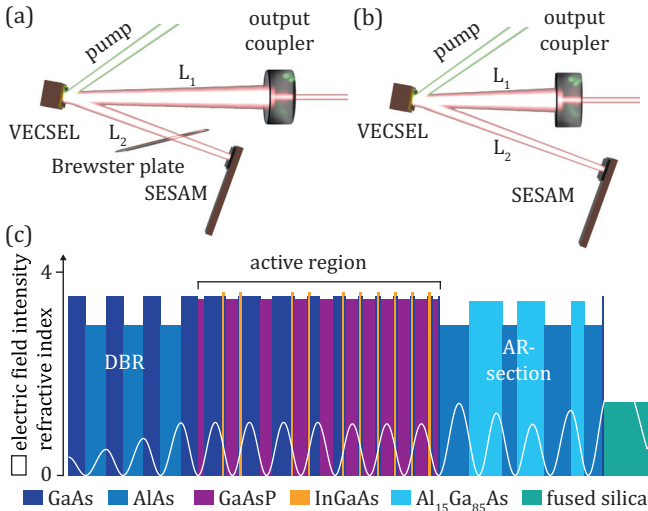 (a)
pump
output
coupler
L1
VECSEL
L2
Brewster plate
SESAM
(b)
pump
output
coupler
L1
VECSEL
L2
SESAM
(c)
electric field intensity
refractive index
4
0
active region
DBR
AR-
section
GaAs AlAs GaAsP InGaAs Al15Ga85As fused silica